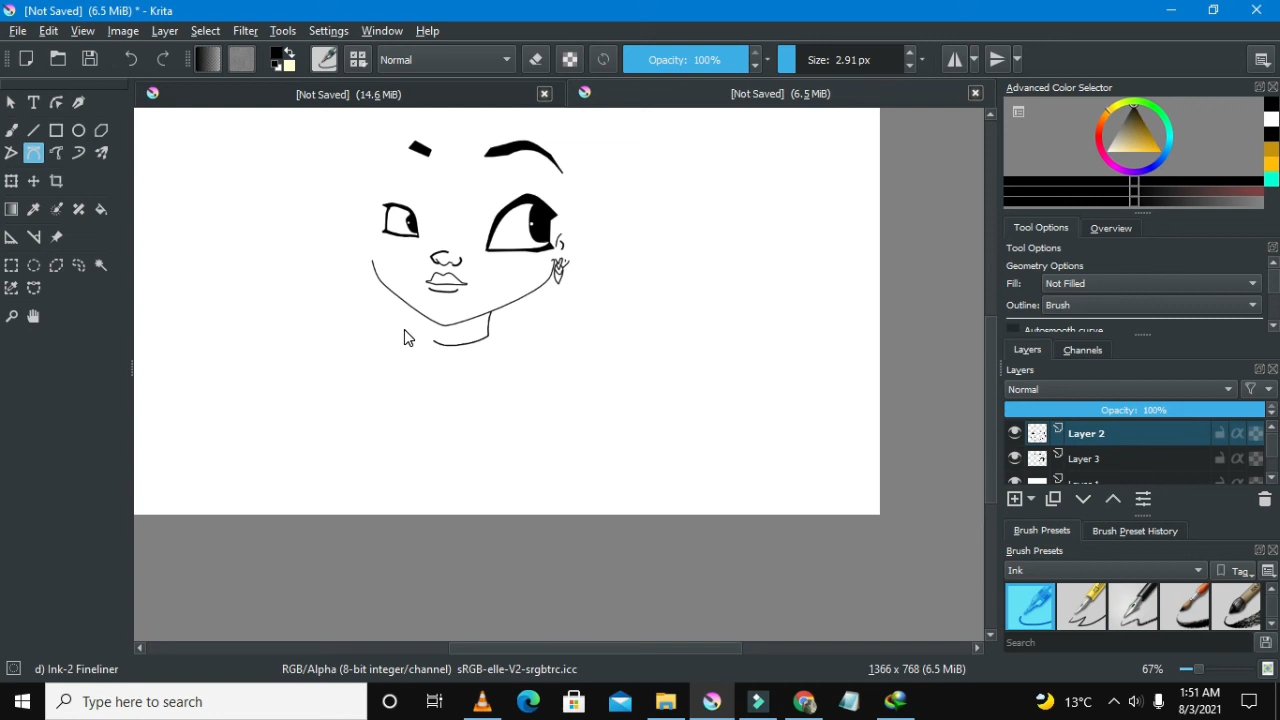 [Not Saved] (6.5 MiB) * - Krita
File Edit View Image Layer Select Filter Tools Settings Window Help
Normal Opacity: 100% Size: 2.91 px
[Not Saved] (14.6 MiB) [Not Saved] (6.5 MiB)
Advanced Color Selector
Tool Options Overview
Tool Options
Geometry Options
Fill: Not Filled
Outline: Brush
Autosmooth curve
Layers Channels
Layers
Normal
Opacity: 100%
Layer 2
Layer 3
Layer 1
Brush Presets Brush Preset History
Brush Presets
Ink Tag
Search
d) Ink-2 Fineliner RGB/Alpha (8-bit integer/channel) sRGB-elle-V2-srgbtrc.icc 1366 x 768 (6.5 MiB) 67%
Type here to search 13°C 1:51 AM
8/3/2021